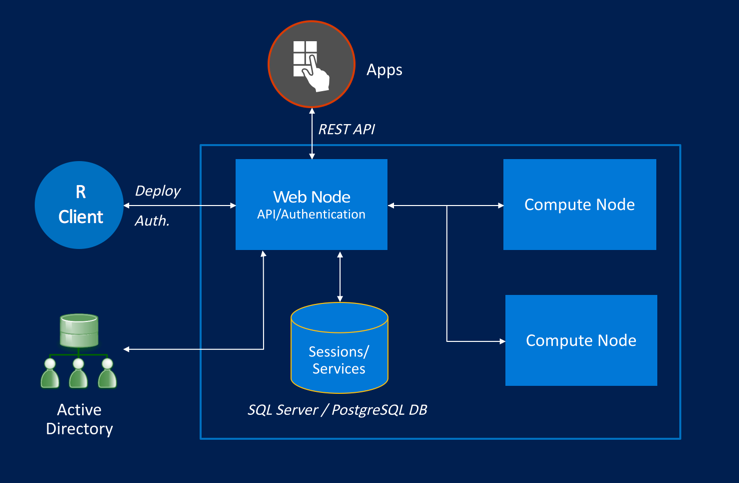 Apps
REST API
R
Client
Deploy
Auth.
Web Node
API/Authentication
Compute Node
Compute Node
Sessions/
Services
SQL Server / PostgreSQL DB
Active
Directory